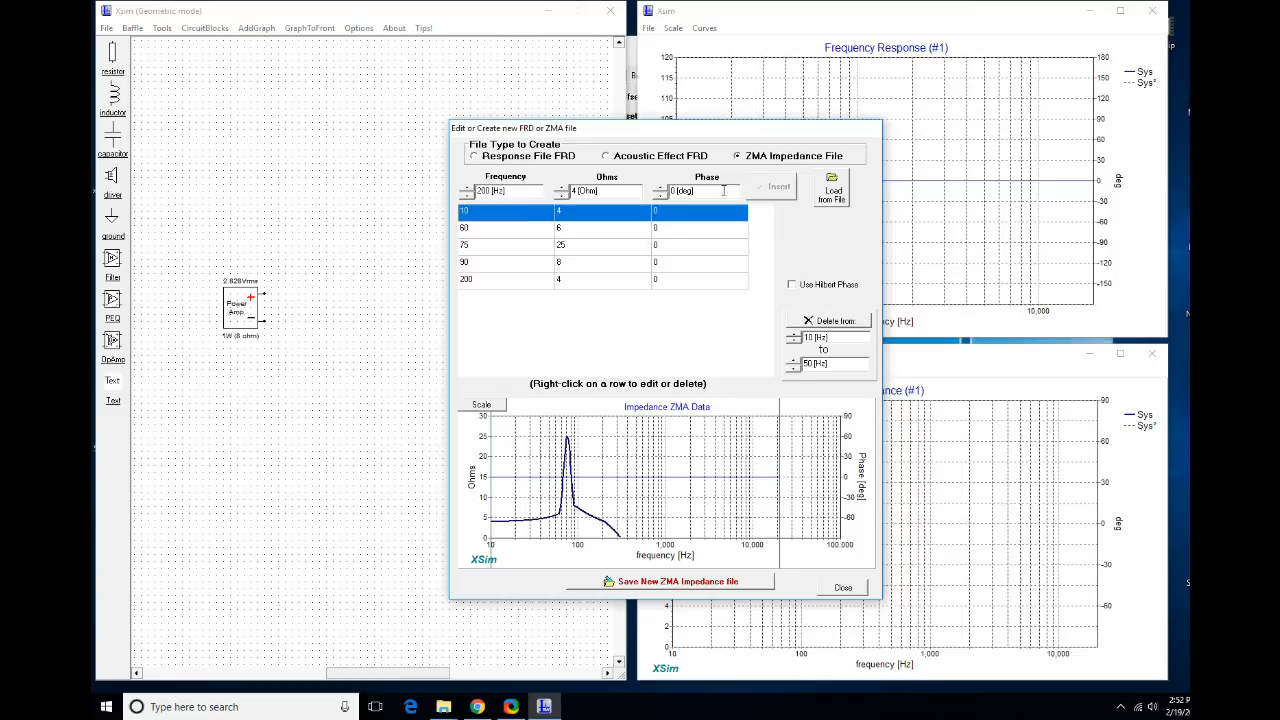 Xsim (Geometric mode)
File Baffle Tools CircuitBlocks AddGraph GraphToFront Options About Tips!
resistor
inductor
capacitor
driver
ground
Filter
PEQ
OpAmp
Text
Text
2.828Vrms
Power
Amp.
1W (8 ohm)
Xsim
File Scale Curves
Frequency Response (#1)
120
115
110
105
180
150
120
90
60
30
0
-30
-60
-90
-120
-150
deg
Sys
Sys°
10,000
Edit or Create new FRD or ZMA file
File Type to Create
Response File FRD Acoustic Effect FRD ZMA Impedance File
Frequency Ohms Phase
200 [Hz] 4 [Ohm] 0 [deg] Insert
Load
from File
10 4 0
60 6 0
75 25 0
90 8 0
200 4 0
Use Hilbert Phase
Delete from:
10 [Hz]
to
50 [Hz]
(Right-click on a row to edit or delete)
Scale
Impedance ZMA Data
30
25
20
15
10
5
0
Ohms
90
60
30
0
-30
-60
Phase [deg]
10 100 1,000 10,000 100,000
frequency [Hz]
XSim
Save New ZMA Impedance file
Close
90
60
30
0
-30
-60
deg
Sys
Sys°
4
2
0
10 100 1,000 10,000
frequency [Hz]
XSim
Type here to search
2:52